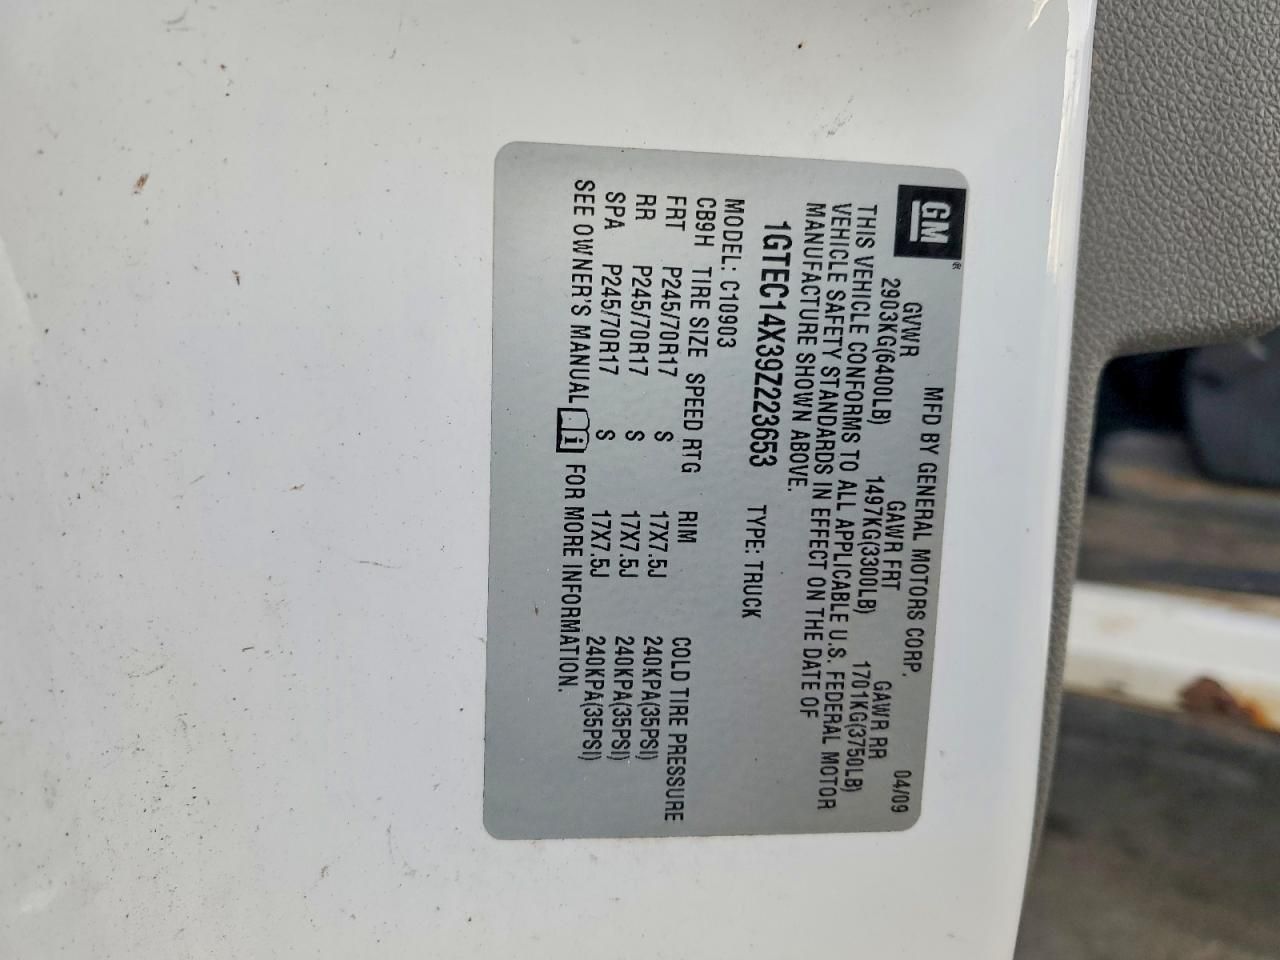 GM®
MFD BY GENERAL MOTORS CORP. 04/09
GVWR GAWR FRT GAWR RR
2903KG(6400LB) 1497KG(3300LB) 1701KG(3750LB)
THIS VEHICLE CONFORMS TO ALL APPLICABLE U.S. FEDERAL MOTOR
VEHICLE SAFETY STANDARDS IN EFFECT ON THE DATE OF
MANUFACTURE SHOWN ABOVE.
1GTEC14X39Z223653 TYPE: TRUCK
MODEL: C10903
CB9H TIRE SIZE SPEED RTG RIM COLD TIRE PRESSURE
FRT P245/70R17 S 17X7.5J 240KPA(35PSI)
RR P245/70R17 S 17X7.5J 240KPA(35PSI)
SPA P245/70R17 S 17X7.5J 240KPA(35PSI)
SEE OWNER'S MANUAL i FOR MORE INFORMATION.